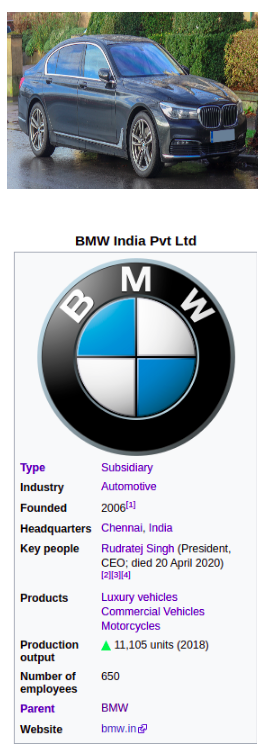 BMW India Pvt Ltd
BMW
Type Subsidiary
Industry Automotive
Founded 2006[1]
Headquarters Chennai, India
Key people Rudratej Singh (President,
CEO; died 20 April 2020)
[2][3][4]
Products Luxury vehicles
Commercial Vehicles
Motorcycles
Production 11,105 units (2018)
output
Number of 650
employees
Parent BMW
Website bmw.in